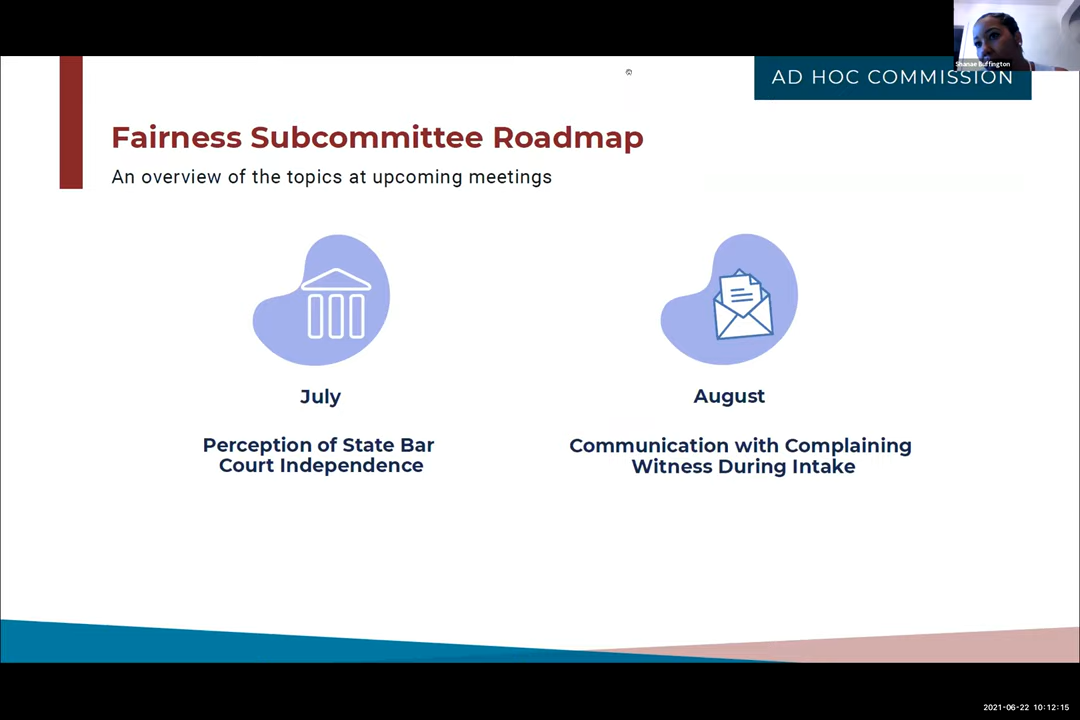 Shanae Buffington
AD HOC COMMISSION
Fairness Subcommittee Roadmap
An overview of the topics at upcoming meetings
July
August
Perception of State Bar
Court Independence
Communication with Complaining
Witness During Intake
2021-06-22 10:12:15